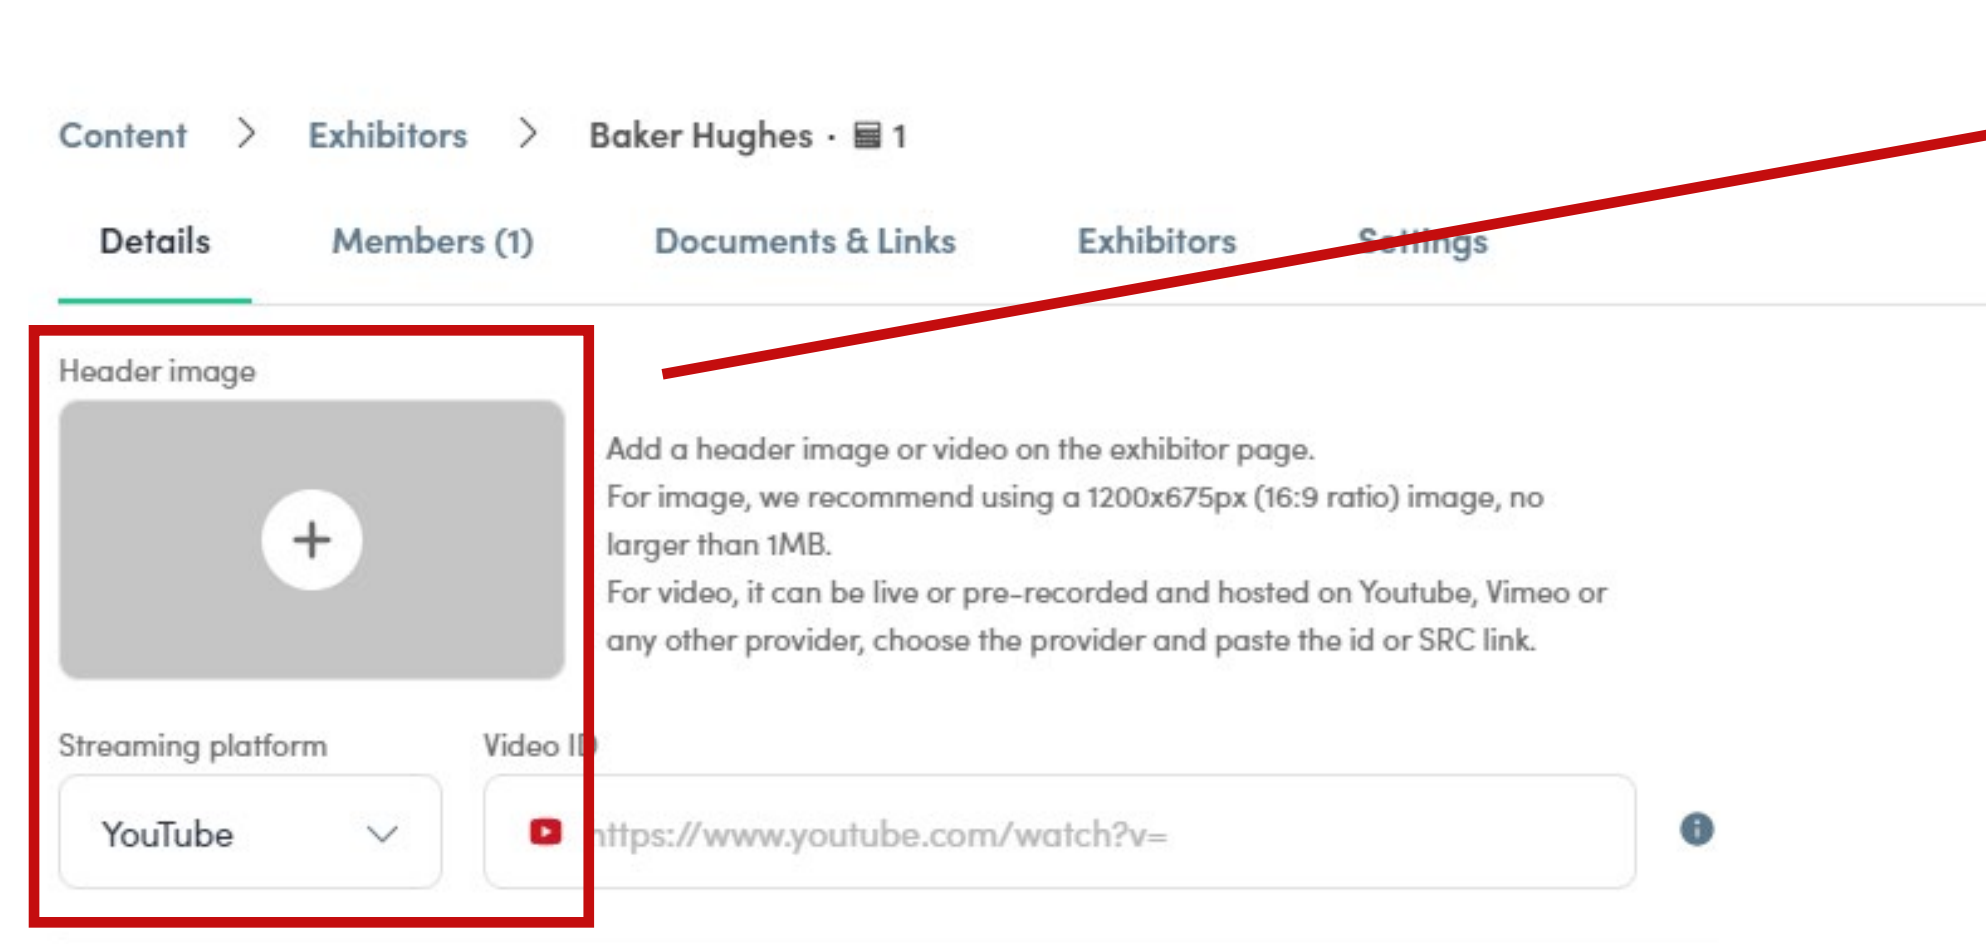 Content > Exhibitors > Baker Hughes · 1
Details Members (1) Documents & Links Exhibitors Settings
Header image
Add a header image or video on the exhibitor page.
For image, we recommend using a 1200x675px (16:9 ratio) image, no
larger than 1MB.
For video, it can be live or pre-recorded and hosted on Youtube, Vimeo or
any other provider, choose the provider and paste the id or SRC link.
Streaming platform Video ID
YouTube https://www.youtube.com/watch?v=